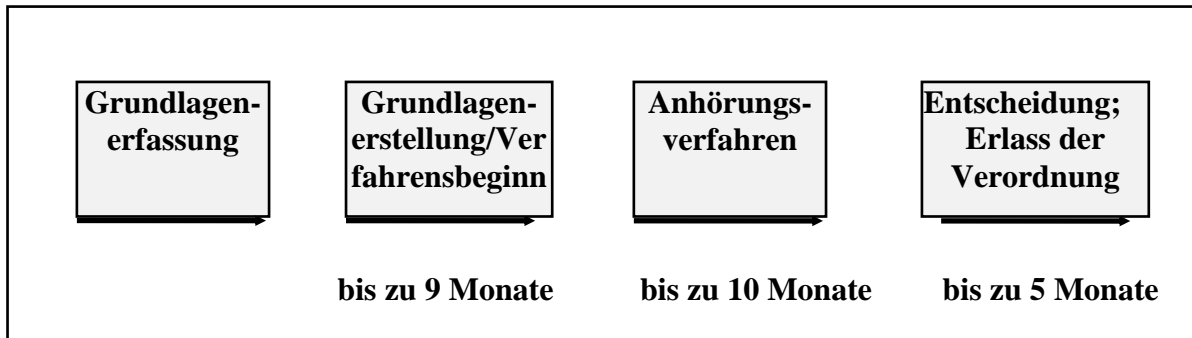 Grundlagen-
erfassung
Grundlagen-
erstellung/Ver
fahrensbeginn
Anhörungs-
verfahren
Entscheidung;
Erlass der
Verordnung
bis zu 9 Monate
bis zu 10 Monate
bis zu 5 Monate